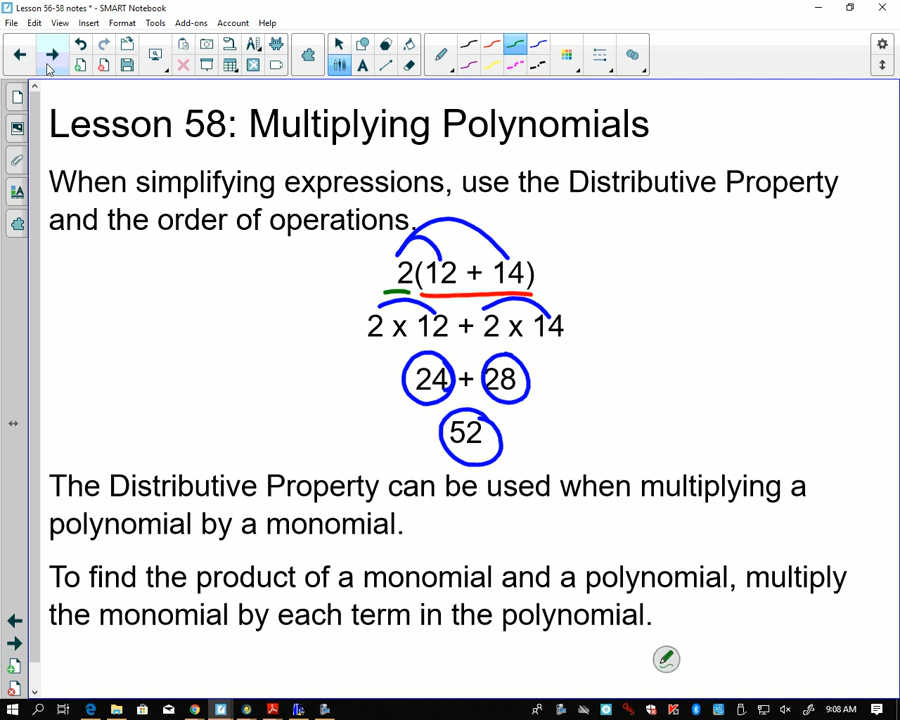 Lesson 56-58 notes * - SMART Notebook
File Edit View Insert Format Tools Add-ons Account Help
Lesson 58: Multiplying Polynomials
When simplifying expressions, use the Distributive Property
and the order of operations.
2(12 + 14)
2 x 12 + 2 x 14
24 + 28
52
The Distributive Property can be used when multiplying a
polynomial by a monomial.
To find the product of a monomial and a polynomial, multiply
the monomial by each term in the polynomial.
9:08 AM